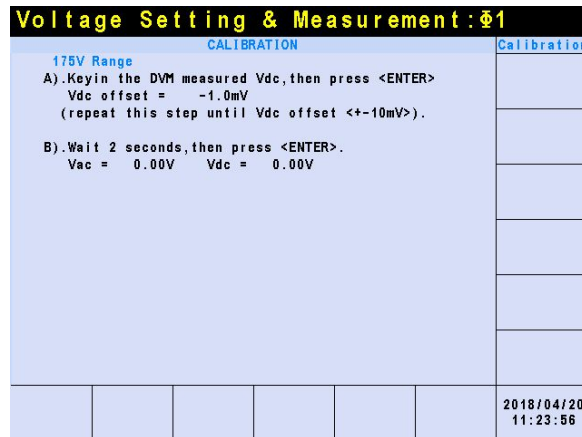 Voltage Setting & Measurement:Φ1
CALIBRATION
Calibration
175V Range
A).Keyin the DVM measured Vdc,then press <ENTER>
Vdc offset = -1.0mV
(repeat this step until Vdc offset <+-10mV>).
B).Wait 2 seconds,then press <ENTER>.
Vac = 0.00V Vdc = 0.00V
2018/04/20
11:23:56